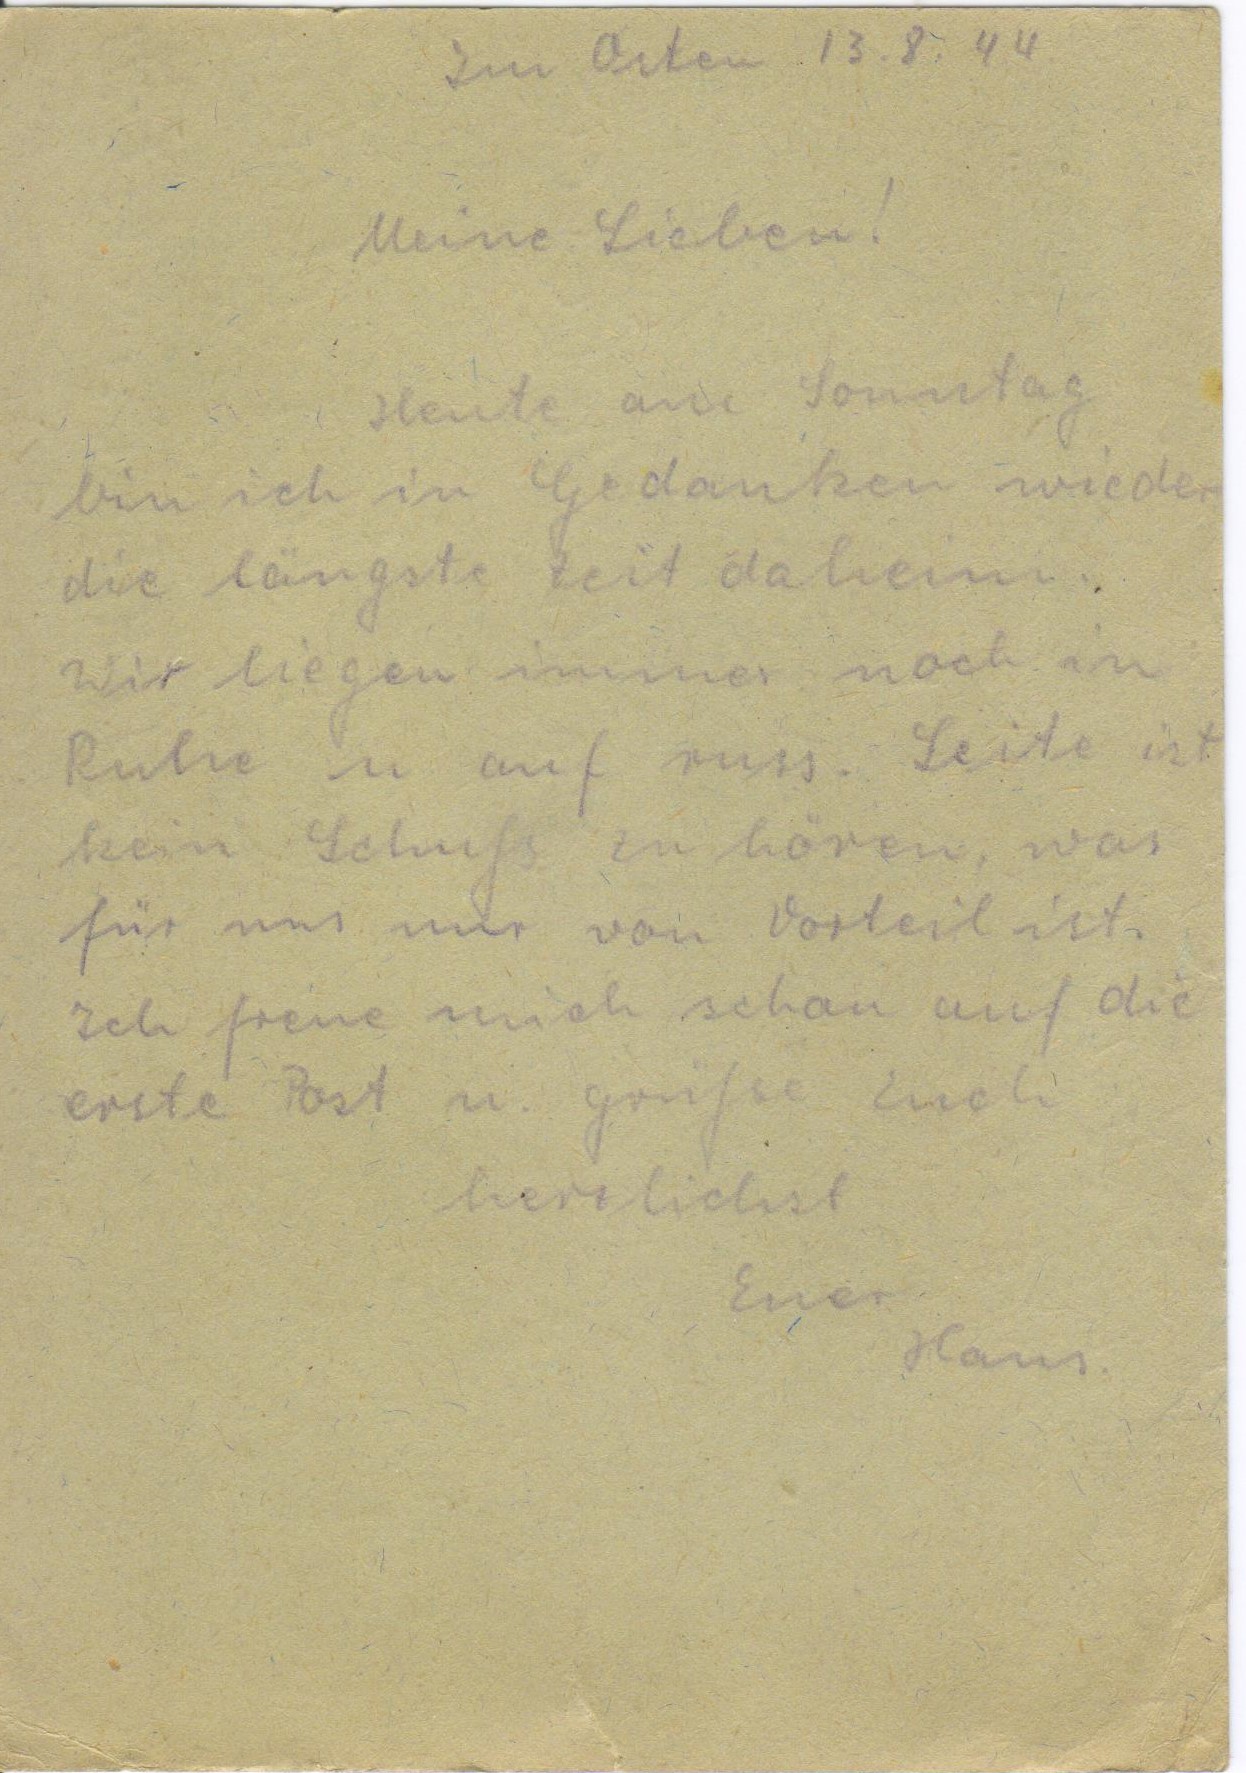 Im Osten 13.8.44
Meine Lieben!
Heute am Sonntag
bin ich in Gedanken wieder
die längste Zeit daheim.
Wir liegen immer noch in
Ruhe u auf russ. Seite ist
kein Schuß zu hören, was
für uns nur von Vorteil ist.
Ich freue mich schon auf die
erste Post u. grüße Euch
herzlichst
Euer
Hans.